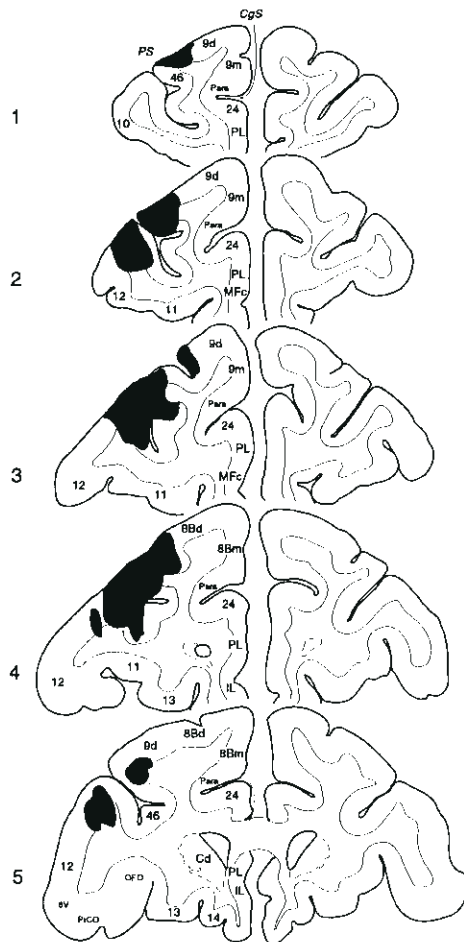 CgS
PS
9d
9m
46
Para
24
10
PL
1
9d
9m
Para
24
PL
MFc
12
11
2
9d
9m
Para
24
PL
MFc
12
11
3
8Bd
8Bm
Para
24
PL
11
12
13
IL
4
8Bd
9d
8Bm
Para
24
46
12
Cd
PL
OFD
IL
6V
PrCO
13
14
5